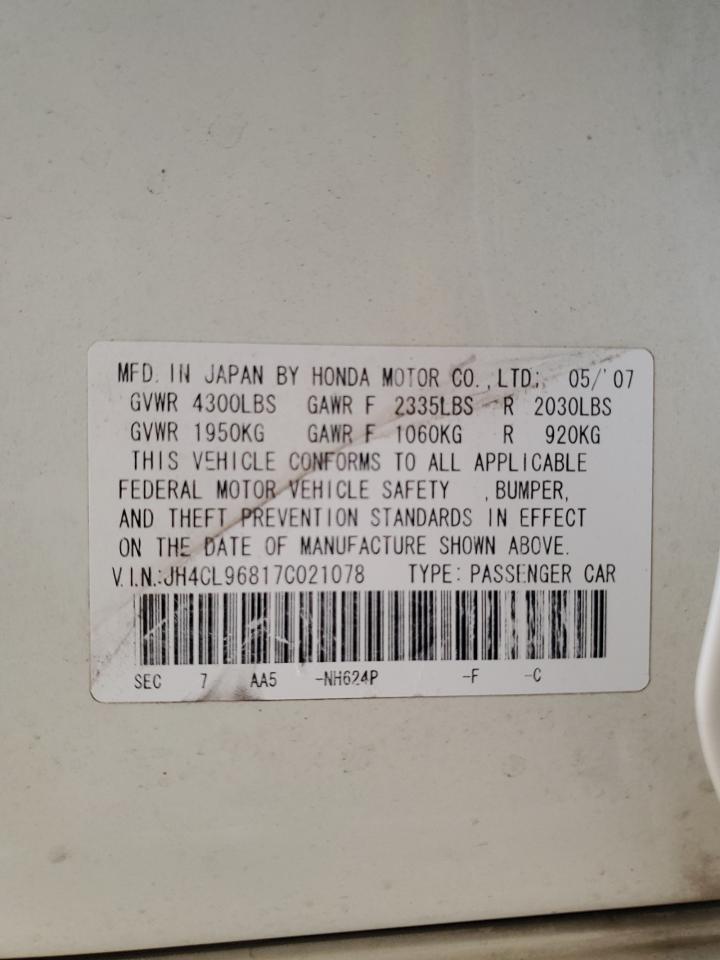 MFD. IN JAPAN BY HONDA MOTOR CO.,LTD. 05/'07
GVWR 4300LBS GAWR F 2335LBS R 2030LBS
GVWR 1950KG GAWR F 1060KG R 920KG
THIS VEHICLE CONFORMS TO ALL APPLICABLE
FEDERAL MOTOR VEHICLE SAFETY ,BUMPER,
AND THEFT PREVENTION STANDARDS IN EFFECT
ON THE DATE OF MANUFACTURE SHOWN ABOVE.
V.I.N.:JH4CL96817C021078 TYPE: PASSENGER CAR
SEC 7 AA5 -NH624P -F -C